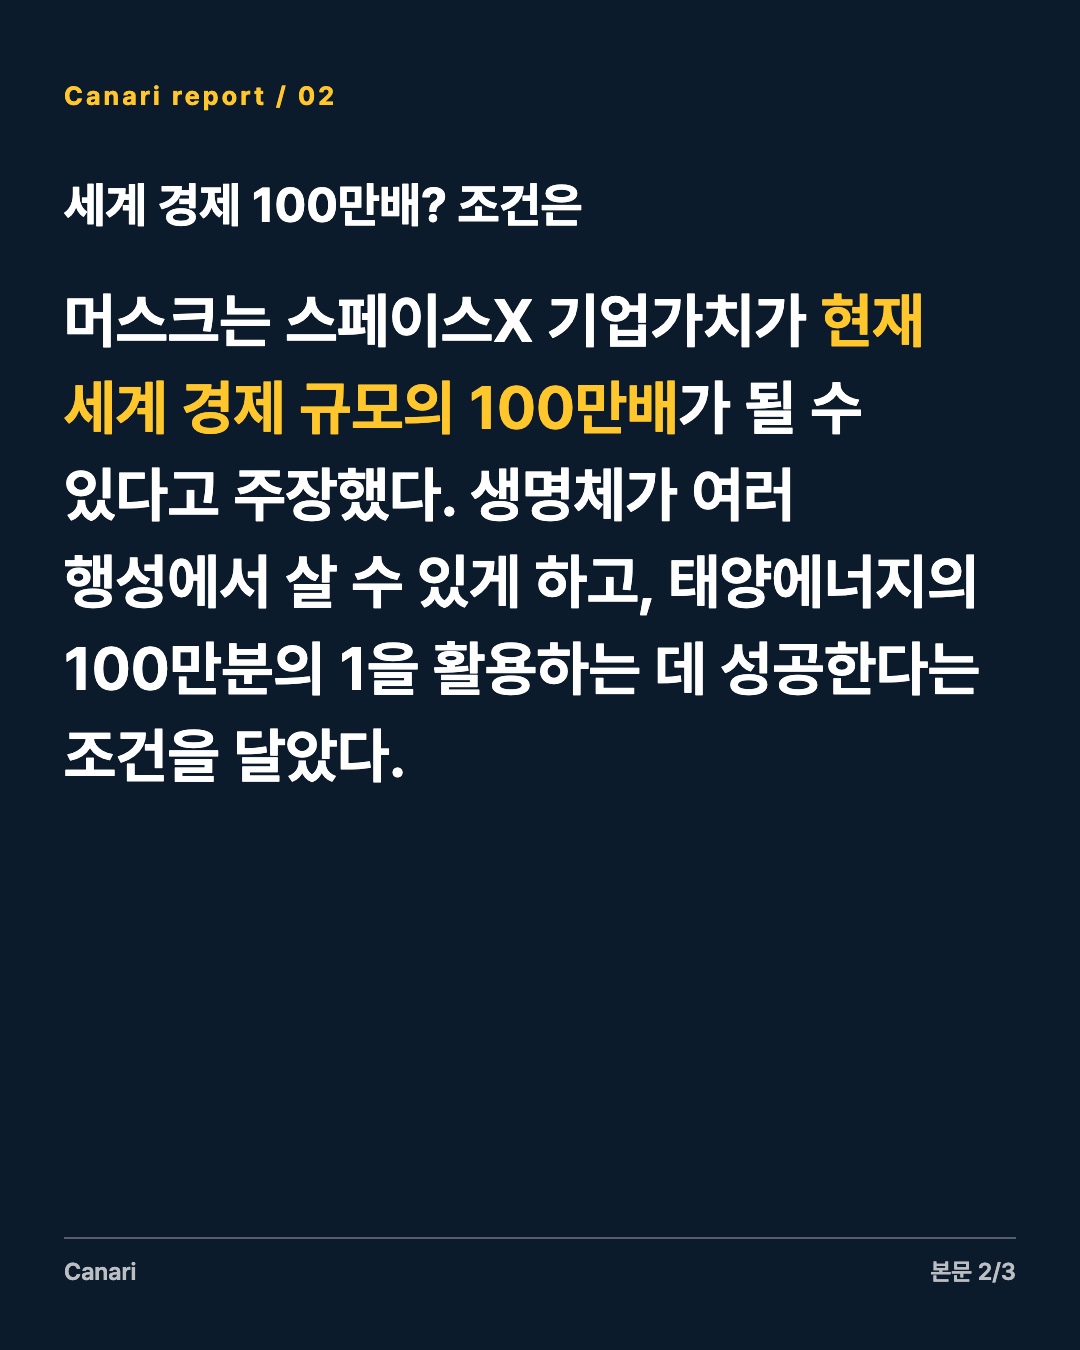 Canari report / 02
세계 경제 100만배? 조건은
머스크는 스페이스X 기업가치가 현재
세계 경제 규모의 100만배가 될 수
있다고 주장했다. 생명체가 여러
행성에서 살 수 있게 하고, 태양에너지의
100만분의 1을 활용하는 데 성공한다는
조건을 달았다.
Canari
본문 2/3